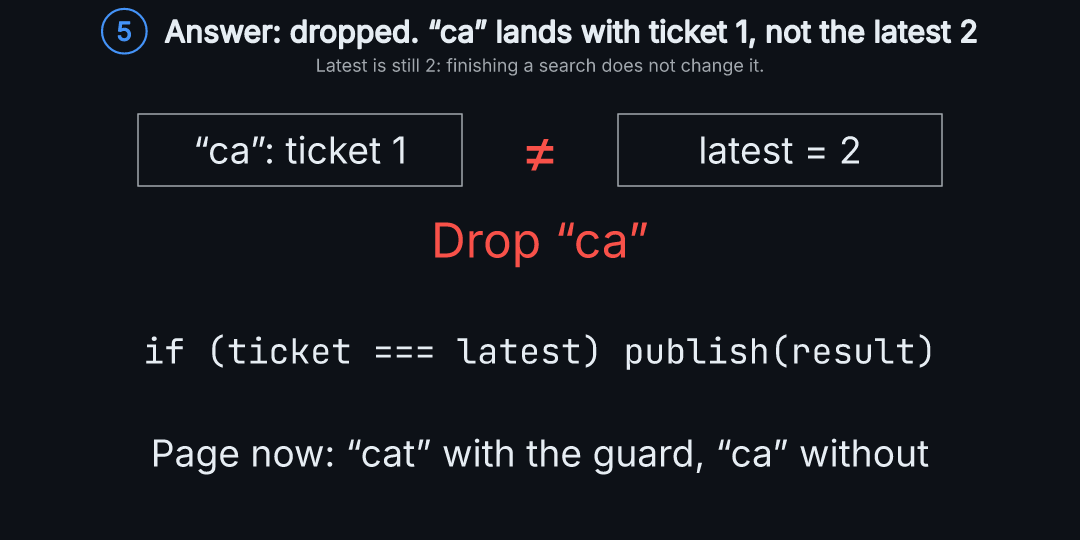 5 Answer: dropped. “ca” lands with ticket 1, not the latest 2
Latest is still 2: finishing a search does not change it.
“ca”: ticket 1 ≠ latest = 2
Drop “ca”
if (ticket === latest) publish(result)
Page now: “cat” with the guard, “ca” without